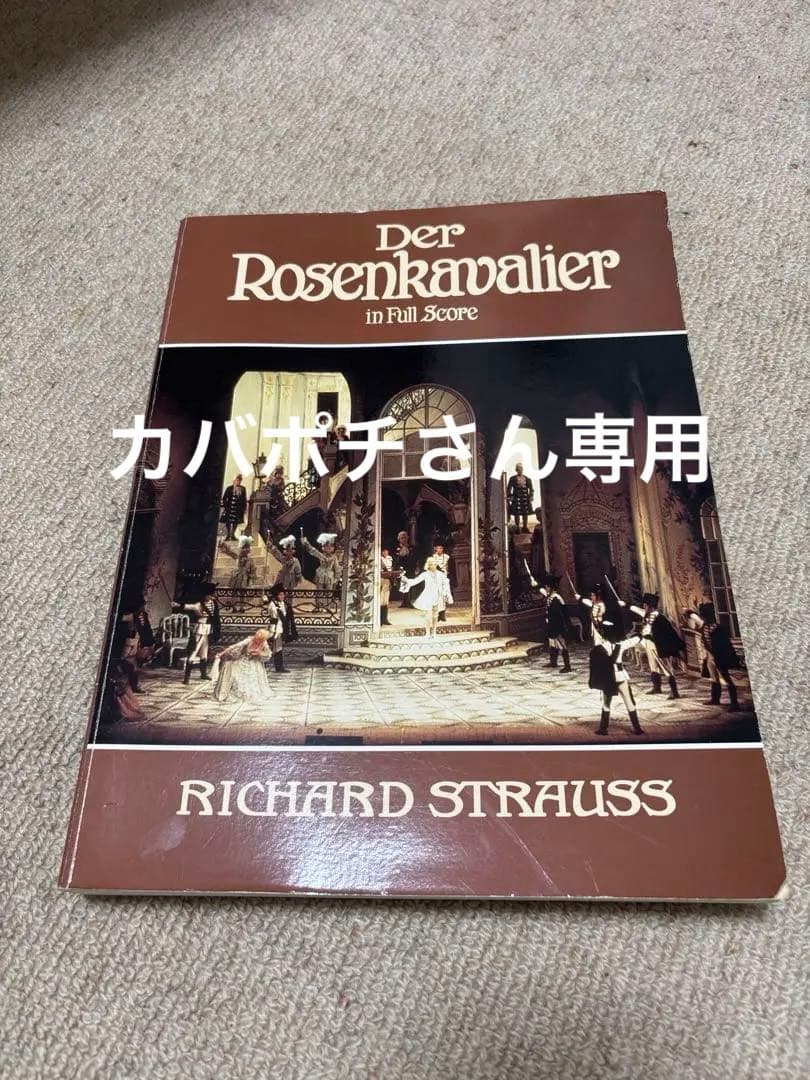 Der
Rosenkavalier
in Full Score
カバポチさん専用
RICHARD STRAUSS